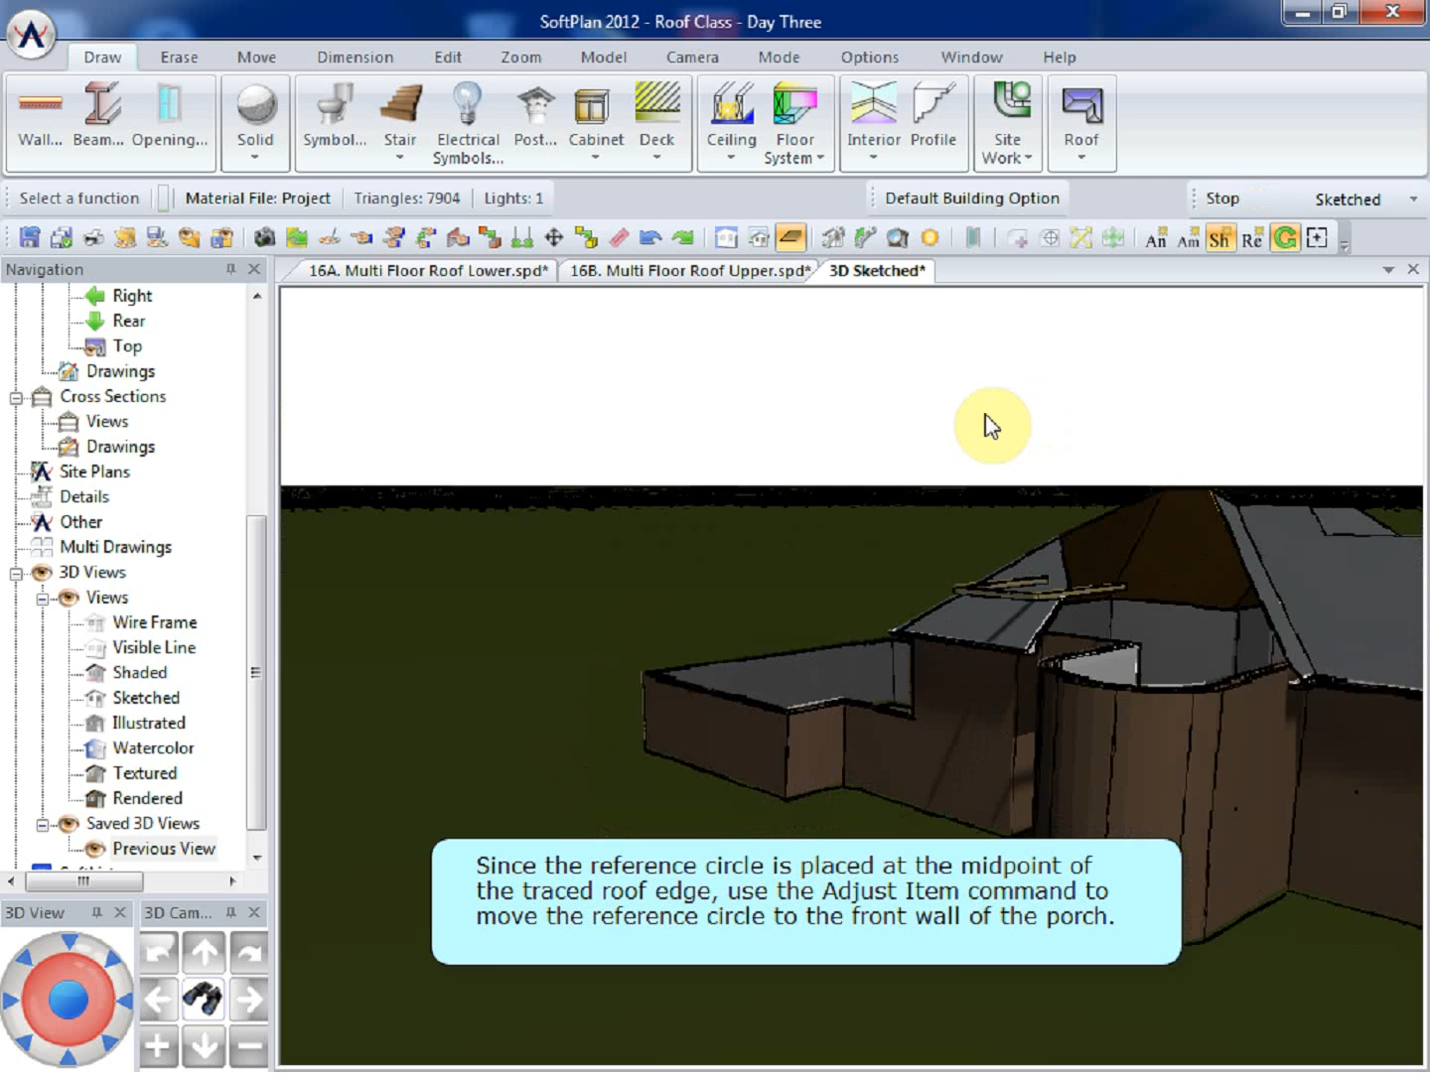 SoftPlan 2012 - Roof Class - Day Three
Draw Erase Move Dimension Edit Zoom Model Camera Mode Options Window Help
Wall... Beam... Opening... Solid Symbol... Stair Electrical Symbols... Post... Cabinet Deck Ceiling Floor System Interior Profile Site Work Roof
Select a function Material File: Project Triangles: 7904 Lights: 1 Default Building Option Stop Sketched
An Am Sh Re
Navigation
16A. Multi Floor Roof Lower.spd* 16B. Multi Floor Roof Upper.spd* 3D Sketched*
Right
Rear
Top
Drawings
Cross Sections
Views
Drawings
Site Plans
Details
Other
Multi Drawings
3D Views
Views
Wire Frame
Visible Line
Shaded
Sketched
Illustrated
Watercolor
Textured
Rendered
Saved 3D Views
Previous View
3D View 3D Cam...
Since the reference circle is placed at the midpoint of
the traced roof edge, use the Adjust Item command to
move the reference circle to the front wall of the porch.